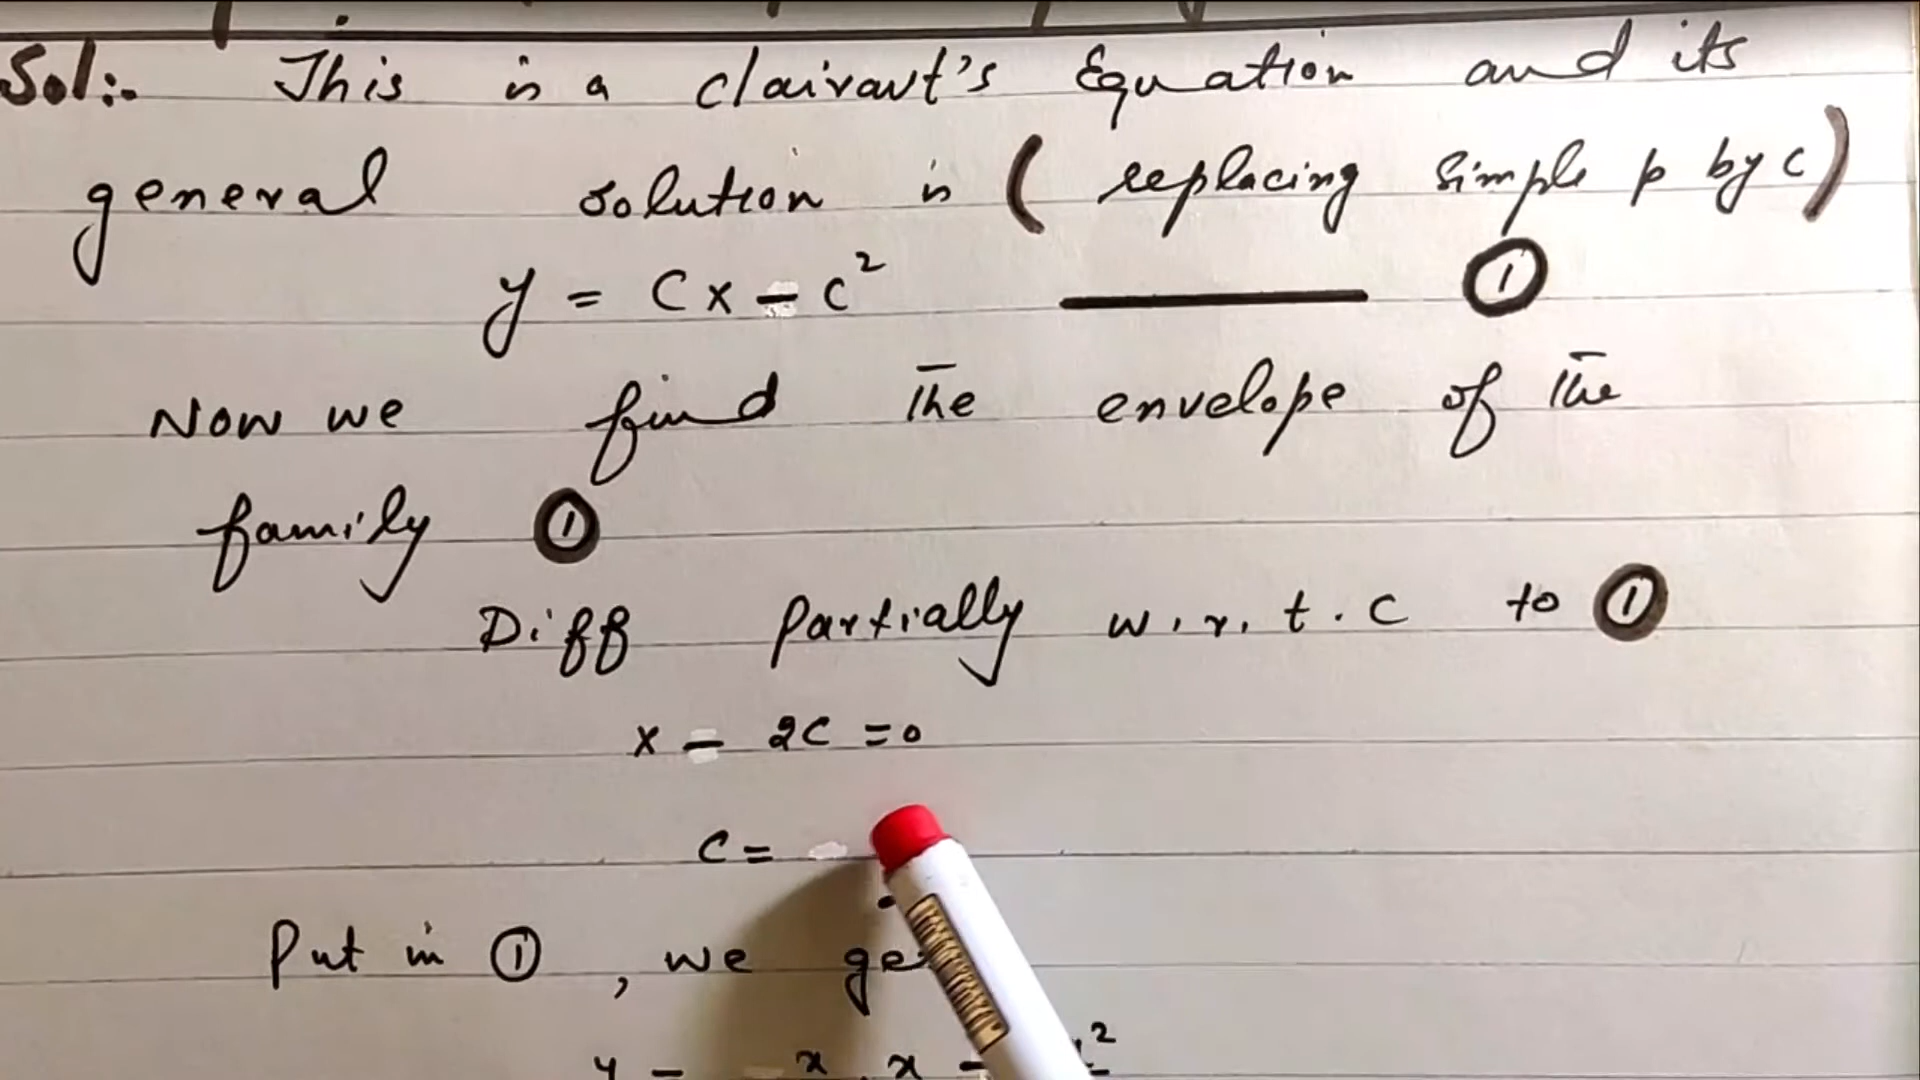 Sol:- This is a clairaut's Equation and its
general solution is ( replacing simple p by c )
y = cx - c² ——— ①
Now we find the envelope of the
family ①
Diff Partially w.r.t. c to ①
x - 2c = 0
c =
Put in ①, we
y = x . x - ²